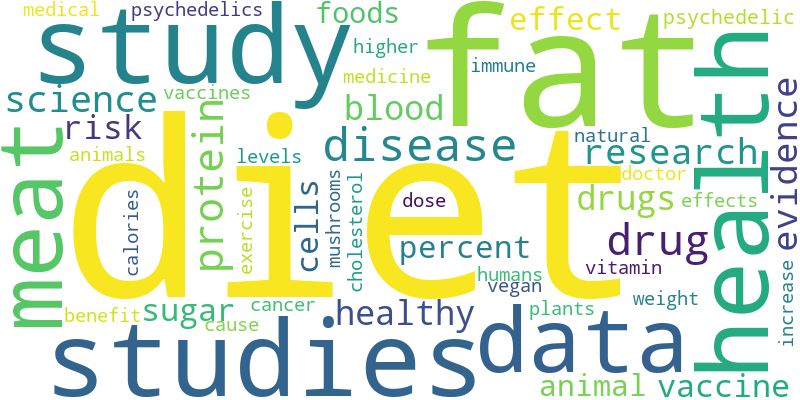 medical
psychedelics
foods
effect
psychedelic
study
fat
higher
immune
medicine
science
vaccines
blood
health
evidence
risk
disease
natural
research
animals
levels
doctor
meat
protein
diet
drugs
effects
calories
exercise
cells
mushrooms
cholesterol
dose
drug
percent
vitamin
humans
vegan
weight
increase
benefit
sugar
cancer
cause
healthy
plants
studies
data
animal
vaccine